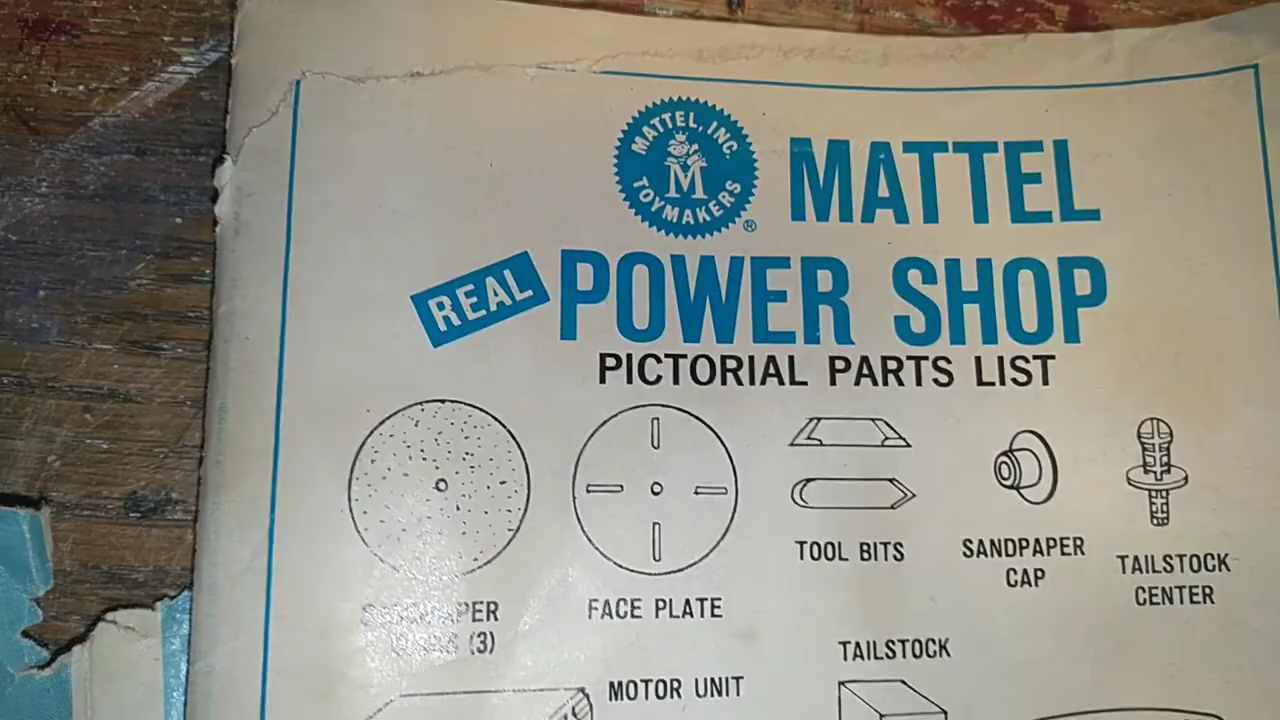 MATTEL, INC.
M
TOYMAKERS
®
MATTEL
REAL POWER SHOP
PICTORIAL PARTS LIST
TOOL BITS
SANDPAPER
CAP
TAILSTOCK
CENTER
SANDPAPER
(3)
FACE PLATE
TAILSTOCK
MOTOR UNIT